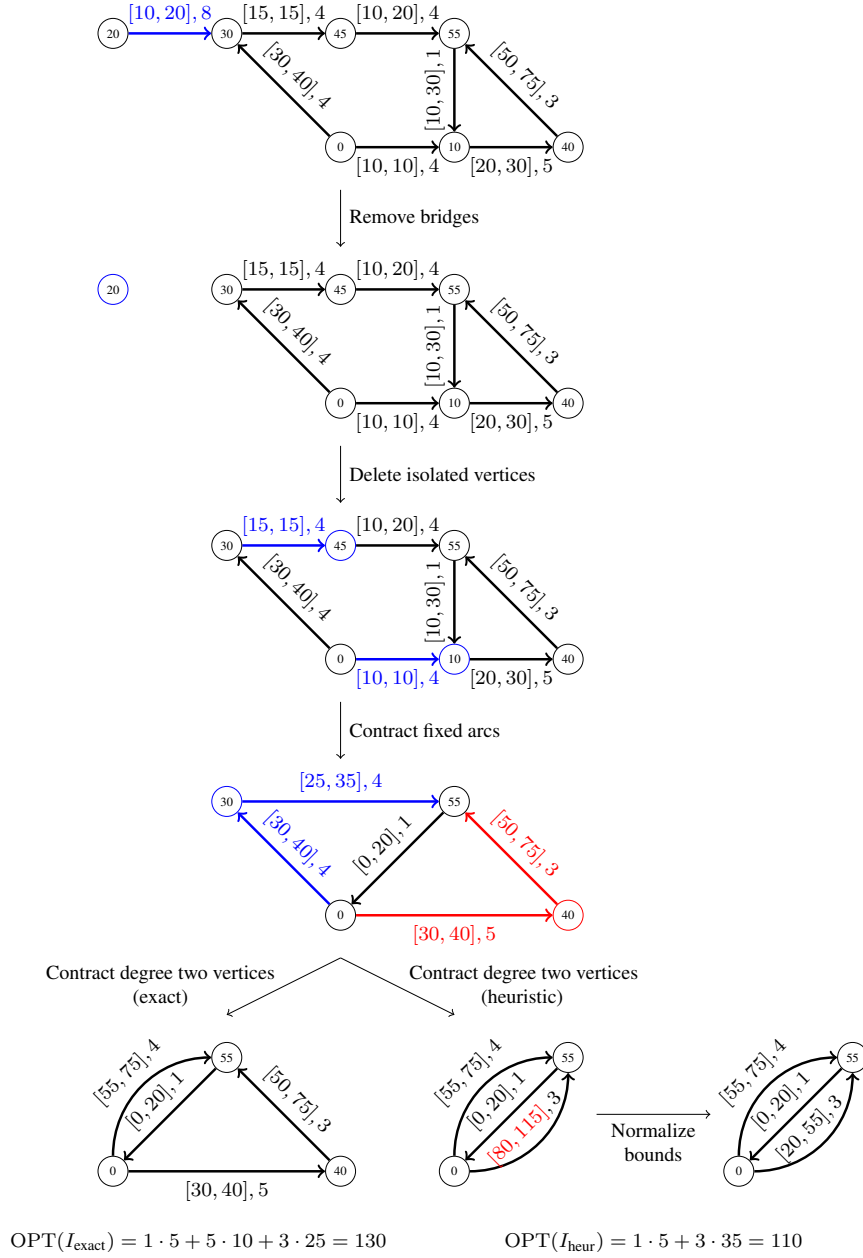 [10, 20], 8
[15, 15], 4
[10, 20], 4
20
30
45
55
[30, 40], 4
[10, 30], 1
[50, 75], 3
0
10
40
[10, 10], 4
[20, 30], 5
Remove bridges
[15, 15], 4
[10, 20], 4
20
30
45
55
[30, 40], 4
[10, 30], 1
[50, 75], 3
0
10
40
[10, 10], 4
[20, 30], 5
Delete isolated vertices
[15, 15], 4
[10, 20], 4
30
45
55
[30, 40], 4
[10, 30], 1
[50, 75], 3
0
10
40
[10, 10], 4
[20, 30], 5
Contract fixed arcs
[25, 35], 4
30
55
[30, 40], 4
[0, 20], 1
[50, 75], 3
0
40
[30, 40], 5
Contract degree two vertices
(exact)
Contract degree two vertices
(heuristic)
[55, 75], 4
55
[0, 20], 1
[50, 75], 3
0
40
[30, 40], 5
[55, 75], 4
55
[0, 20], 1
[80, 115], 3
0
Normalize
bounds
[55, 75], 4
55
[0, 20], 1
[20, 55], 3
0
OPT(I_exact) = 1 · 5 + 5 · 10 + 3 · 25 = 130
OPT(I_heur) = 1 · 5 + 3 · 35 = 110